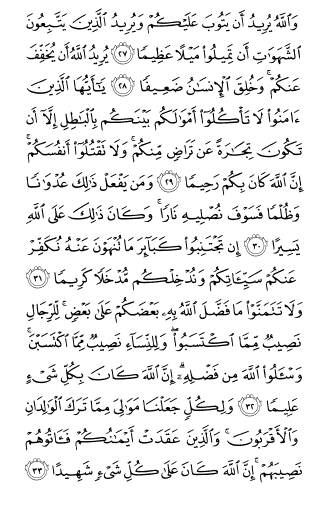 وَٱللَّهُ يُرِيدُ أَن يَتُوبَ عَلَيْكُمْ وَيُرِيدُ ٱلَّذِينَ يَتَّبِعُونَ
ٱلشَّهَوَٰتِ أَن تَمِيلُوا۟ مَيْلًا عَظِيمًا ٢٧ يُرِيدُ ٱللَّهُ أَن يُخَفِّفَ
عَنكُمْ ۚ وَخُلِقَ ٱلْإِنسَٰنُ ضَعِيفًا ٢٨ يَٰٓأَيُّهَا ٱلَّذِينَ
ءَامَنُوا۟ لَا تَأْكُلُوٓا۟ أَمْوَٰلَكُم بَيْنَكُم بِٱلْبَٰطِلِ إِلَّآ أَن
تَكُونَ تِجَٰرَةً عَن تَرَاضٍ مِّنكُمْ ۚ وَلَا تَقْتُلُوٓا۟ أَنفُسَكُمْ ۚ
إِنَّ ٱللَّهَ كَانَ بِكُمْ رَحِيمًا ٢٩ وَمَن يَفْعَلْ ذَٰلِكَ عُدْوَٰنًا
وَظُلْمًا فَسَوْفَ نُصْلِيهِ نَارًا ۚ وَكَانَ ذَٰلِكَ عَلَى ٱللَّهِ
يَسِيرًا ٣٠ إِن تَجْتَنِبُوا۟ كَبَآئِرَ مَا تُنْهَوْنَ عَنْهُ نُكَفِّرْ
عَنكُمْ سَيِّـَٔاتِكُمْ وَنُدْخِلْكُم مُّدْخَلًا كَرِيمًا ٣١
وَلَا تَتَمَنَّوْا۟ مَا فَضَّلَ ٱللَّهُ بِهِۦ بَعْضَكُمْ عَلَىٰ بَعْضٍ ۚ لِّلرِّجَالِ
نَصِيبٌ مِّمَّا ٱكْتَسَبُوا۟ ۖ وَلِلنِّسَآءِ نَصِيبٌ مِّمَّا ٱكْتَسَبْنَ ۚ
وَسْـَٔلُوا۟ ٱللَّهَ مِن فَضْلِهِۦٓ ۗ إِنَّ ٱللَّهَ كَانَ بِكُلِّ شَىْءٍ
عَلِيمًا ٣٢ وَلِكُلٍّ جَعَلْنَا مَوَٰلِىَ مِمَّا تَرَكَ ٱلْوَٰلِدَانِ
وَٱلْأَقْرَبُونَ ۚ وَٱلَّذِينَ عَقَدَتْ أَيْمَٰنُكُمْ فَـَٔاتُوهُمْ
نَصِيبَهُمْ ۚ إِنَّ ٱللَّهَ كَانَ عَلَىٰ كُلِّ شَىْءٍ شَهِيدًا ٣٣